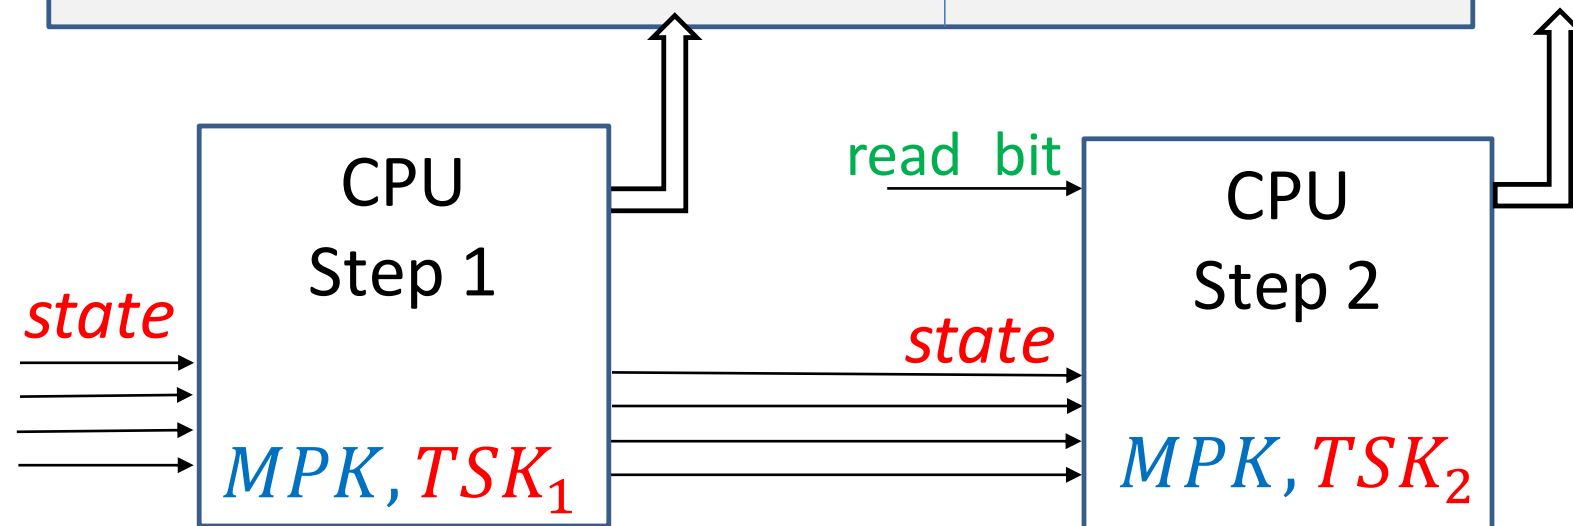 read bit
CPU
Step 1
CPU
Step 2
state
state
MPK, TSK₁
MPK, TSK₂